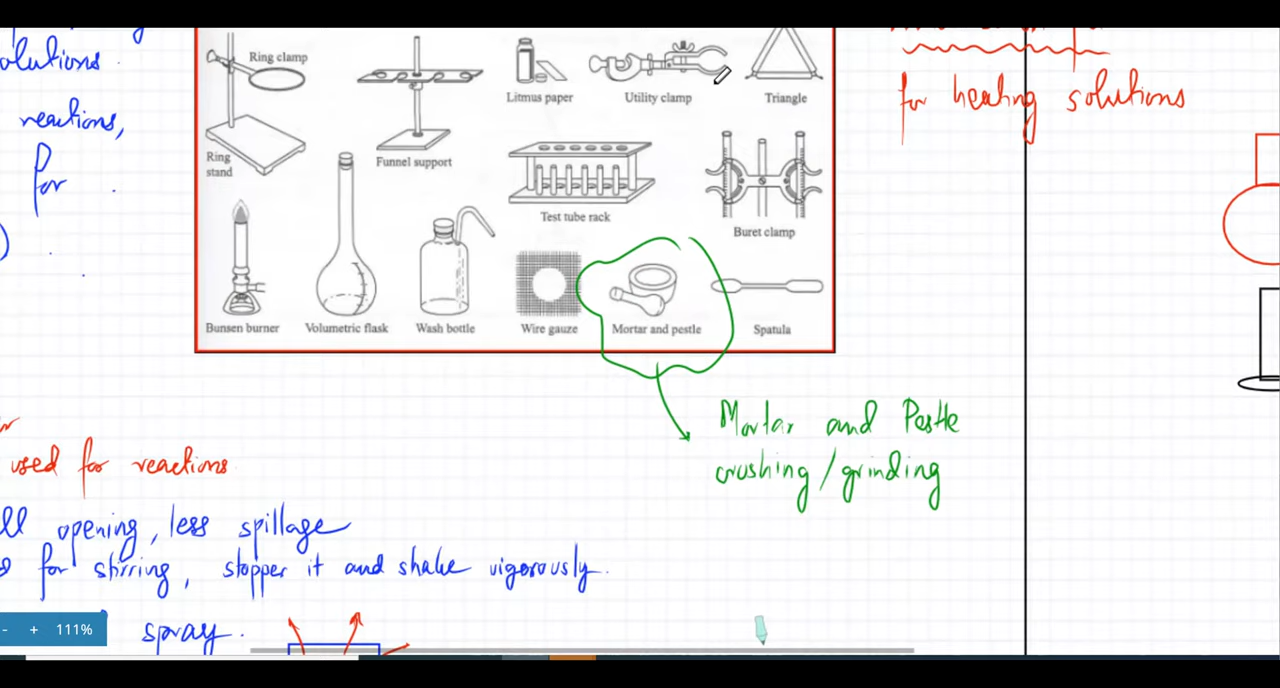 olutions.
reactions,
for
Ring clamp
Litmus paper
Utility clamp
Triangle
for heating solutions
Ring
stand
Funnel support
Test tube rack
Buret clamp
Bunsen burner
Volumetric flask
Wash bottle
Wire gauze
Mortar and pestle
Spatula
Mortar and Pestle
crushing/grinding
used for reactions.
ll opening, less spillage
for stirring, stopper it and shake vigorously.
spray.
- + 111%